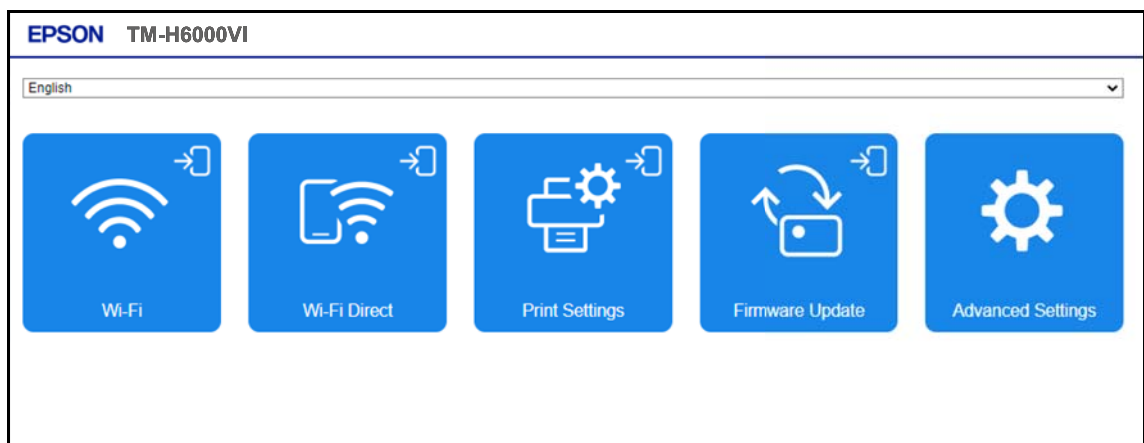 EPSON TM-H6000VI
English
Wi-Fi
Wi-Fi Direct
Print Settings
Firmware Update
Advanced Settings